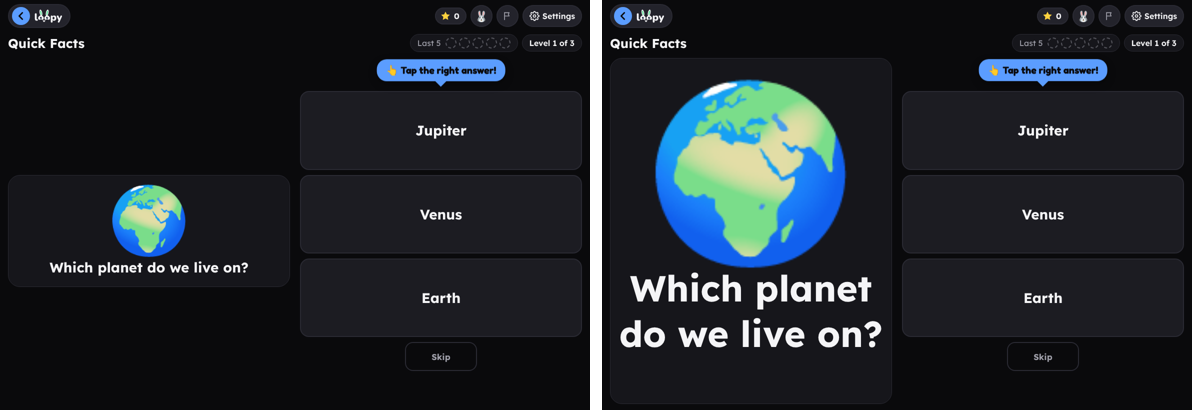 loopy
0
Settings
Quick Facts
Last 5
Level 1 of 3
Tap the right answer!
Which planet do we live on?
Jupiter
Venus
Earth
Skip
loopy
0
Settings
Quick Facts
Last 5
Level 1 of 3
Tap the right answer!
Which planet
do we live on?
Jupiter
Venus
Earth
Skip